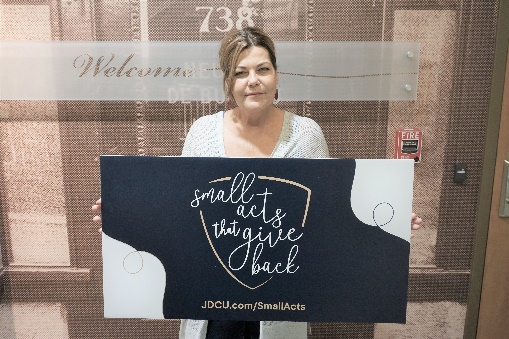 738
Welcome
FIRE
small
acts
that give
back
JDCU.com/SmallActs